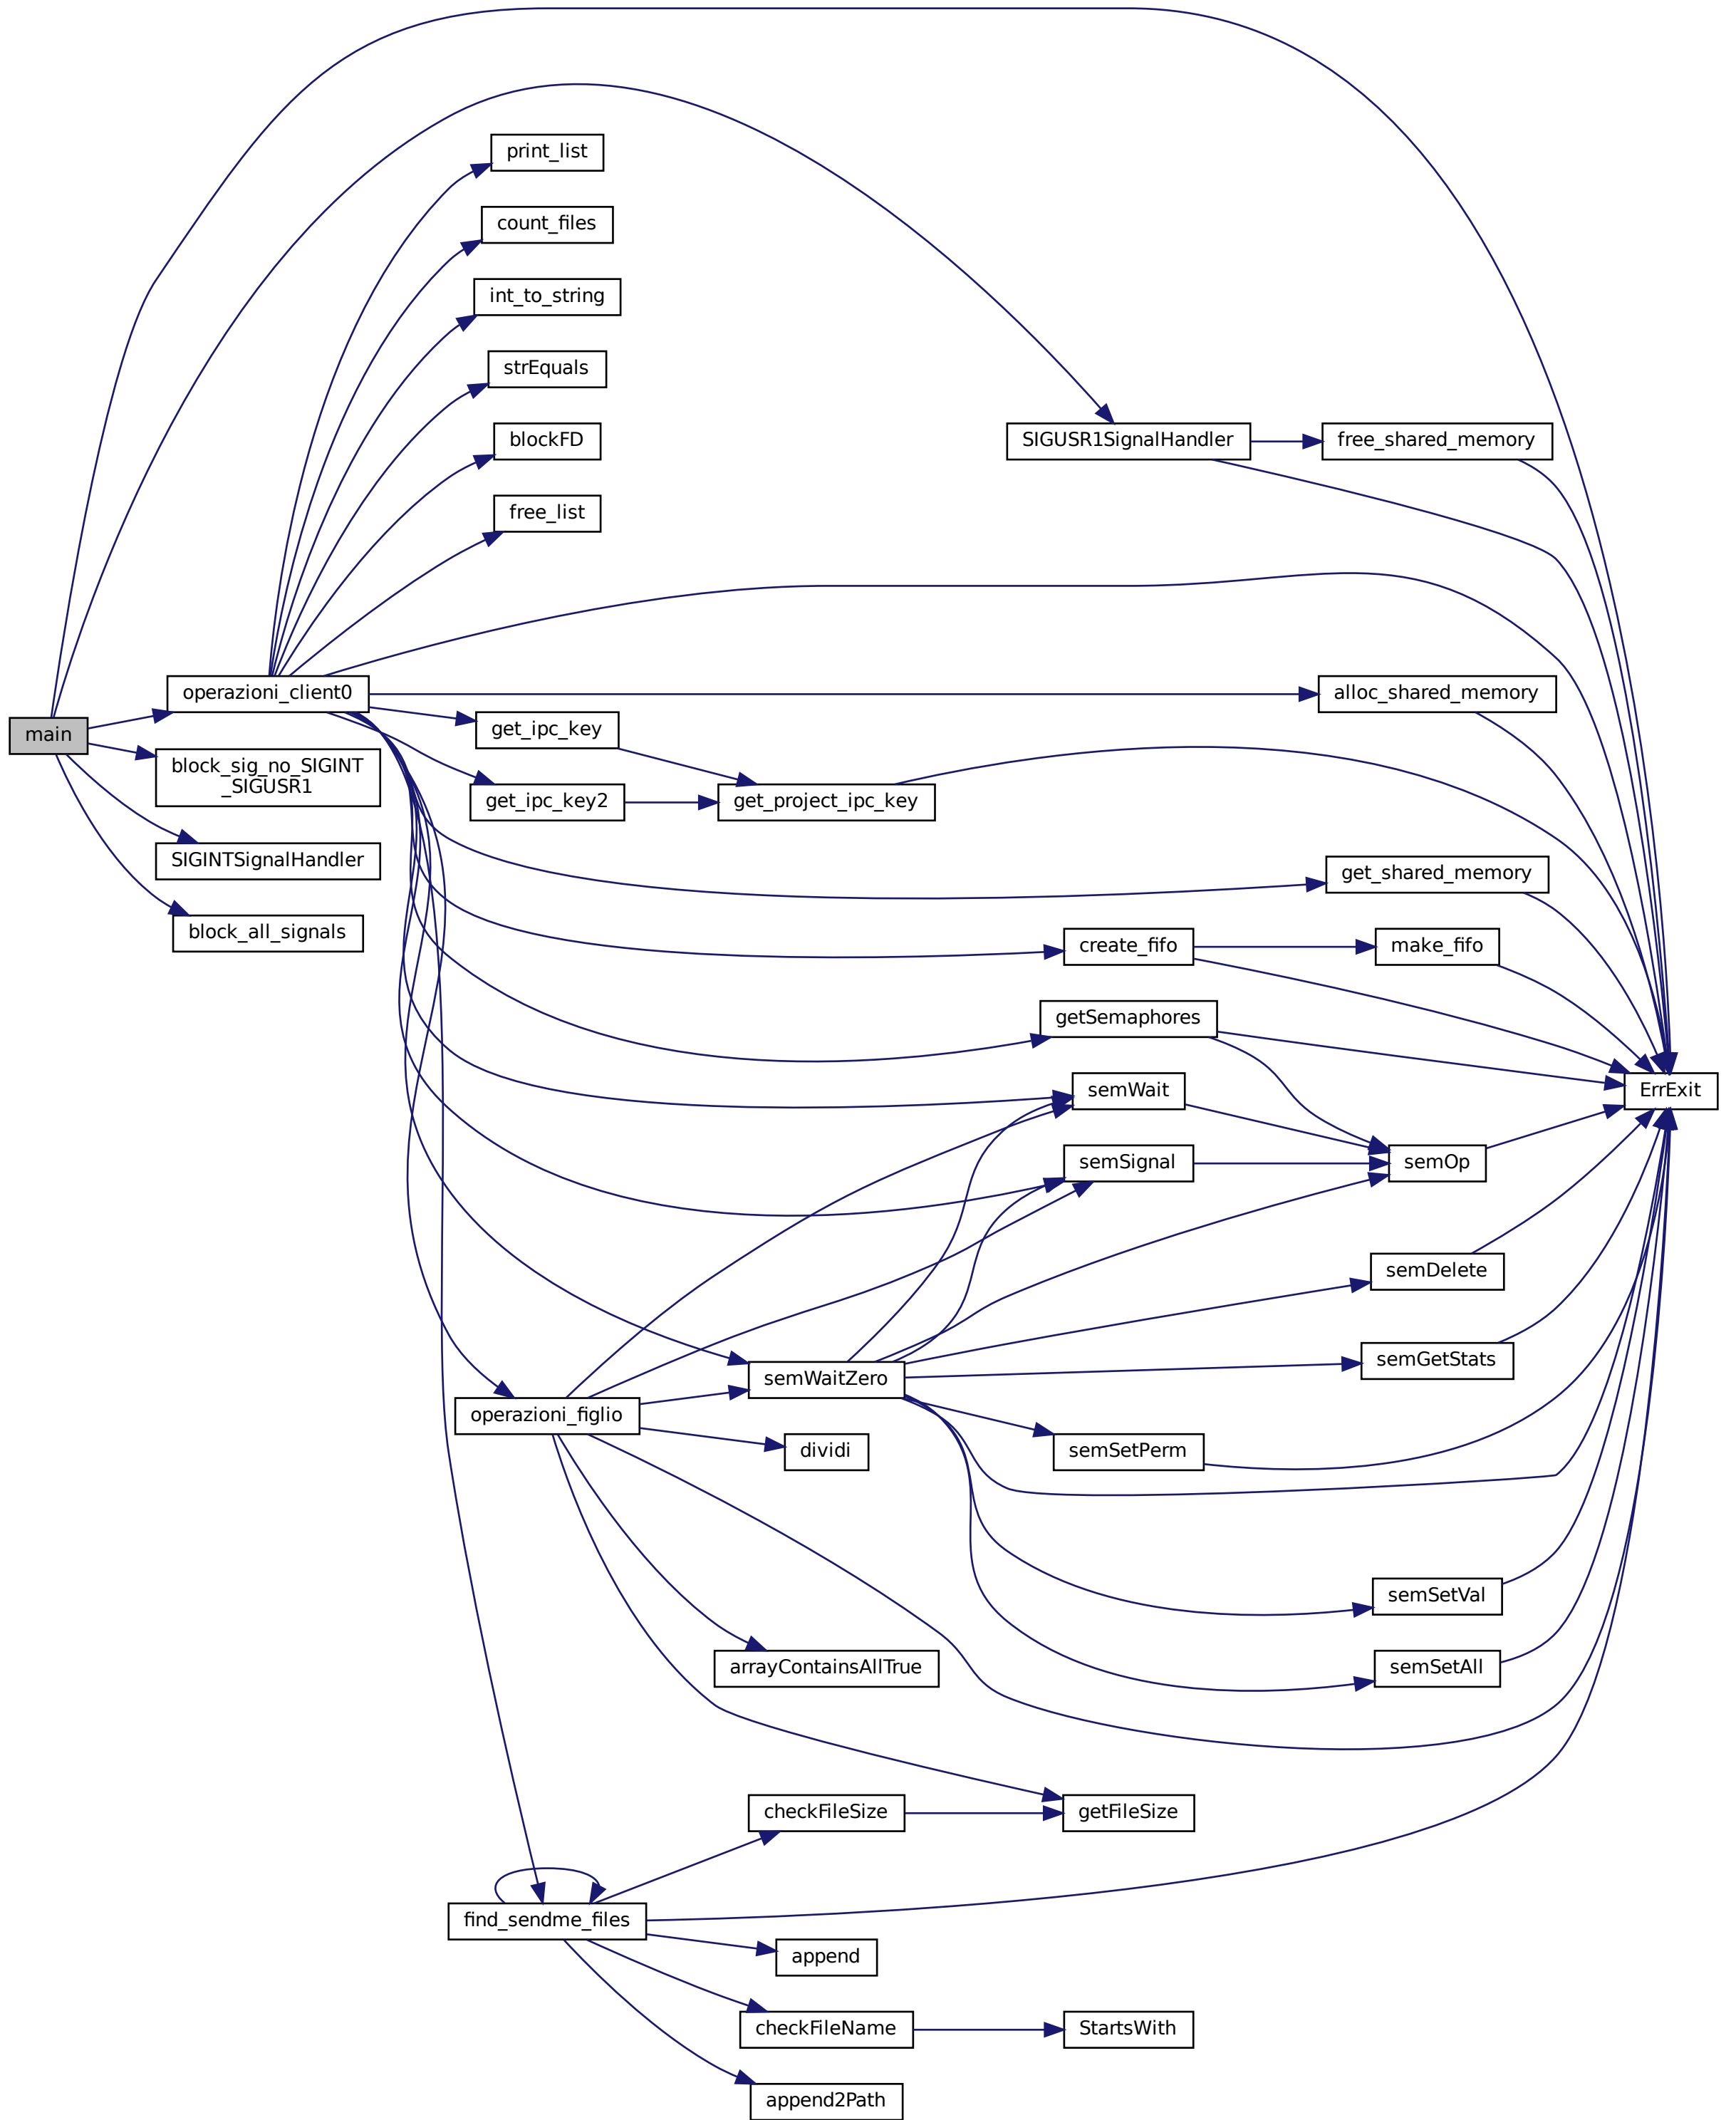 print_list
count_files
int_to_string
strEquals
blockFD
SIGUSR1SignalHandler
free_shared_memory
free_list
operazioni_client0
alloc_shared_memory
main
get_ipc_key
block_sig_no_SIGINT
_SIGUSR1
get_ipc_key2
get_project_ipc_key
SIGINTSignalHandler
get_shared_memory
block_all_signals
create_fifo
make_fifo
getSemaphores
semWait
ErrExit
semSignal
semOp
semDelete
semGetStats
semWaitZero
operazioni_figlio
dividi
semSetPerm
semSetVal
arrayContainsAllTrue
semSetAll
checkFileSize
getFileSize
find_sendme_files
append
checkFileName
StartsWith
append2Path